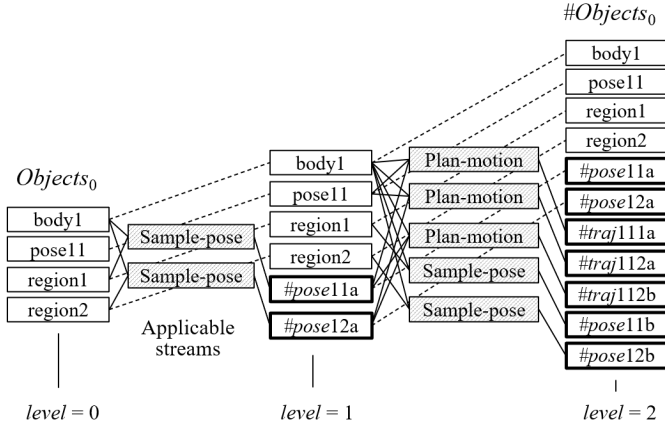 #Objects₀
body1
pose11
region1
region2
#pose11a
#pose12a
#traj111a
#traj112a
#traj112b
#pose11b
#pose12b
level = 2
Plan-motion
Plan-motion
Plan-motion
Sample-pose
Sample-pose
body1
pose11
region1
region2
#pose11a
#pose12a
level = 1
Sample-pose
Sample-pose
Applicable
streams
Objects₀
body1
pose11
region1
region2
level = 0